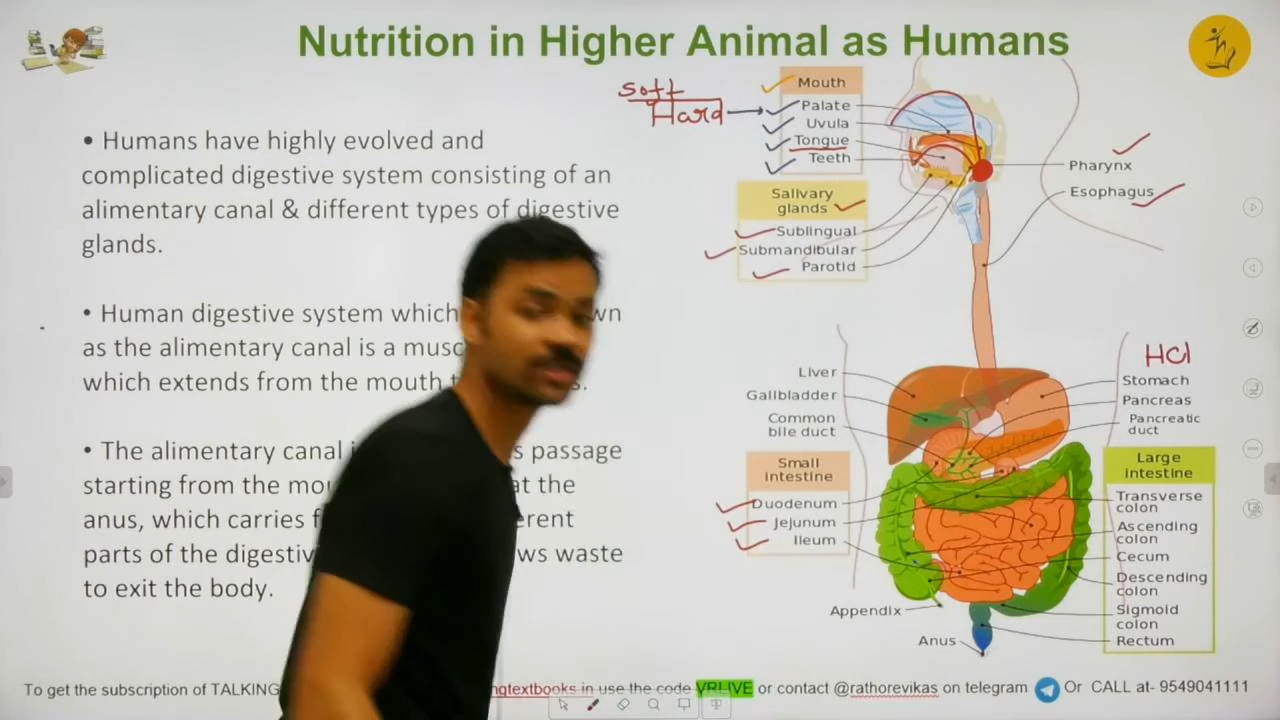 Nutrition in Higher Animal as Humans
• Humans have highly evolved and
complicated digestive system consisting of an
alimentary canal & different types of digestive
glands.
• Human digestive system which
as the alimentary canal is a
which extends from the mouth
• The alimentary canal
passage
starting from the
at the
anus, which carries
parts of the
waste
to exit the body.
Soft
Hard
Mouth
Palate
Uvula
Tongue
Teeth
Salivary
glands
Sublingual
Submandibular
Parotid
Pharynx
Esophagus
Liver
Gallbladder
Common
bile duct
Small
intestine
Duodenum
Jejunum
Ileum
Appendix
Anus
HCl
Stomach
Pancreas
Pancreatic
duct
Large
intestine
Transverse
colon
Ascending
colon
Cecum
Descending
colon
Sigmoid
colon
Rectum
To get the subscription of TALKING
in use the code VRLIVE or contact @rathorevikas on telegram Or CALL at- 9549041111